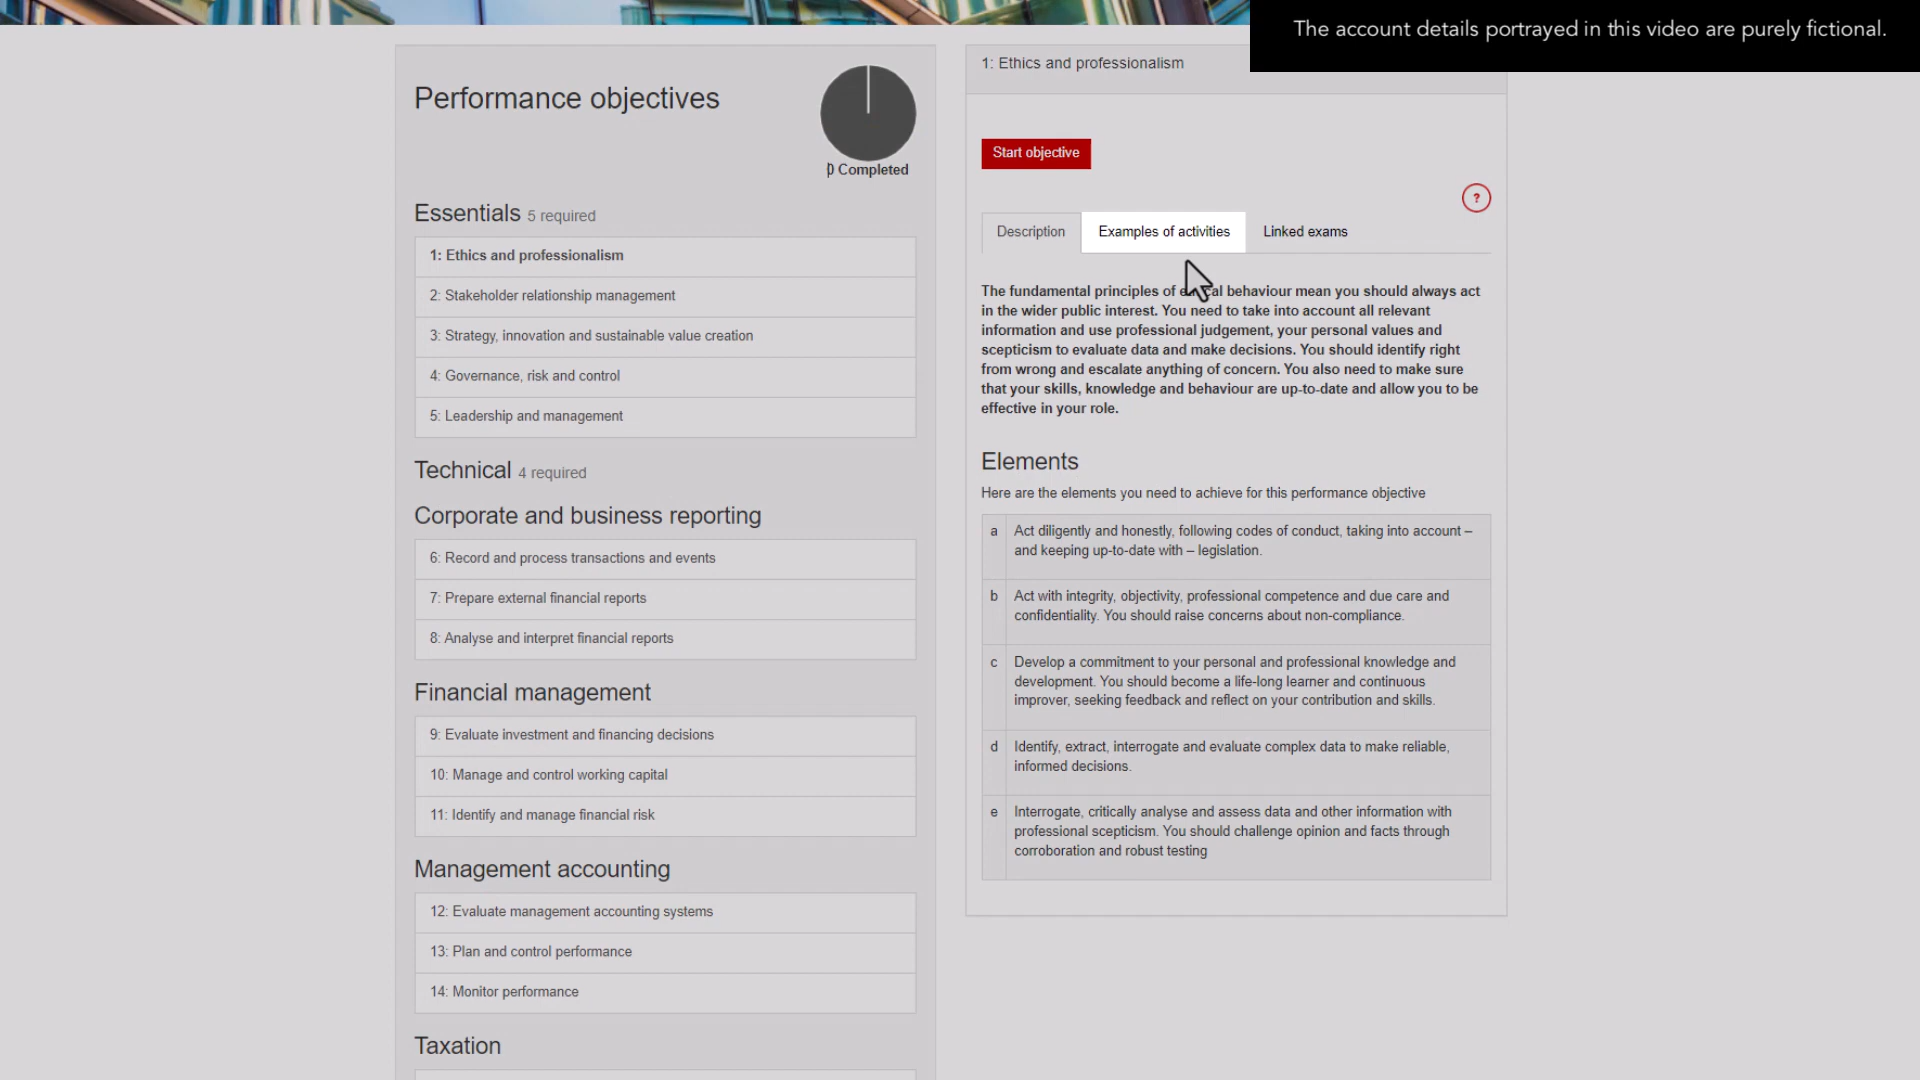 The account details portrayed in this video are purely fictional.
Performance objectives
0 Completed
Essentials 5 required
1: Ethics and professionalism
2: Stakeholder relationship management
3: Strategy, innovation and sustainable value creation
4: Governance, risk and control
5: Leadership and management
Technical 4 required
Corporate and business reporting
6: Record and process transactions and events
7: Prepare external financial reports
8: Analyse and interpret financial reports
Financial management
9: Evaluate investment and financing decisions
10: Manage and control working capital
11: Identify and manage financial risk
Management accounting
12: Evaluate management accounting systems
13: Plan and control performance
14: Monitor performance
Taxation
1: Ethics and professionalism
Start objective
?
Description Examples of activities Linked exams
The fundamental principles of ethical behaviour mean you should always act
in the wider public interest. You need to take into account all relevant
information and use professional judgement, your personal values and
scepticism to evaluate data and make decisions. You should identify right
from wrong and escalate anything of concern. You also need to make sure
that your skills, knowledge and behaviour are up-to-date and allow you to be
effective in your role.
Elements
Here are the elements you need to achieve for this performance objective
a Act diligently and honestly, following codes of conduct, taking into account –
and keeping up-to-date with – legislation.
b Act with integrity, objectivity, professional competence and due care and
confidentiality. You should raise concerns about non-compliance.
c Develop a commitment to your personal and professional knowledge and
development. You should become a life-long learner and continuous
improver, seeking feedback and reflect on your contribution and skills.
d Identify, extract, interrogate and evaluate complex data to make reliable,
informed decisions.
e Interrogate, critically analyse and assess data and other information with
professional scepticism. You should challenge opinion and facts through
corroboration and robust testing